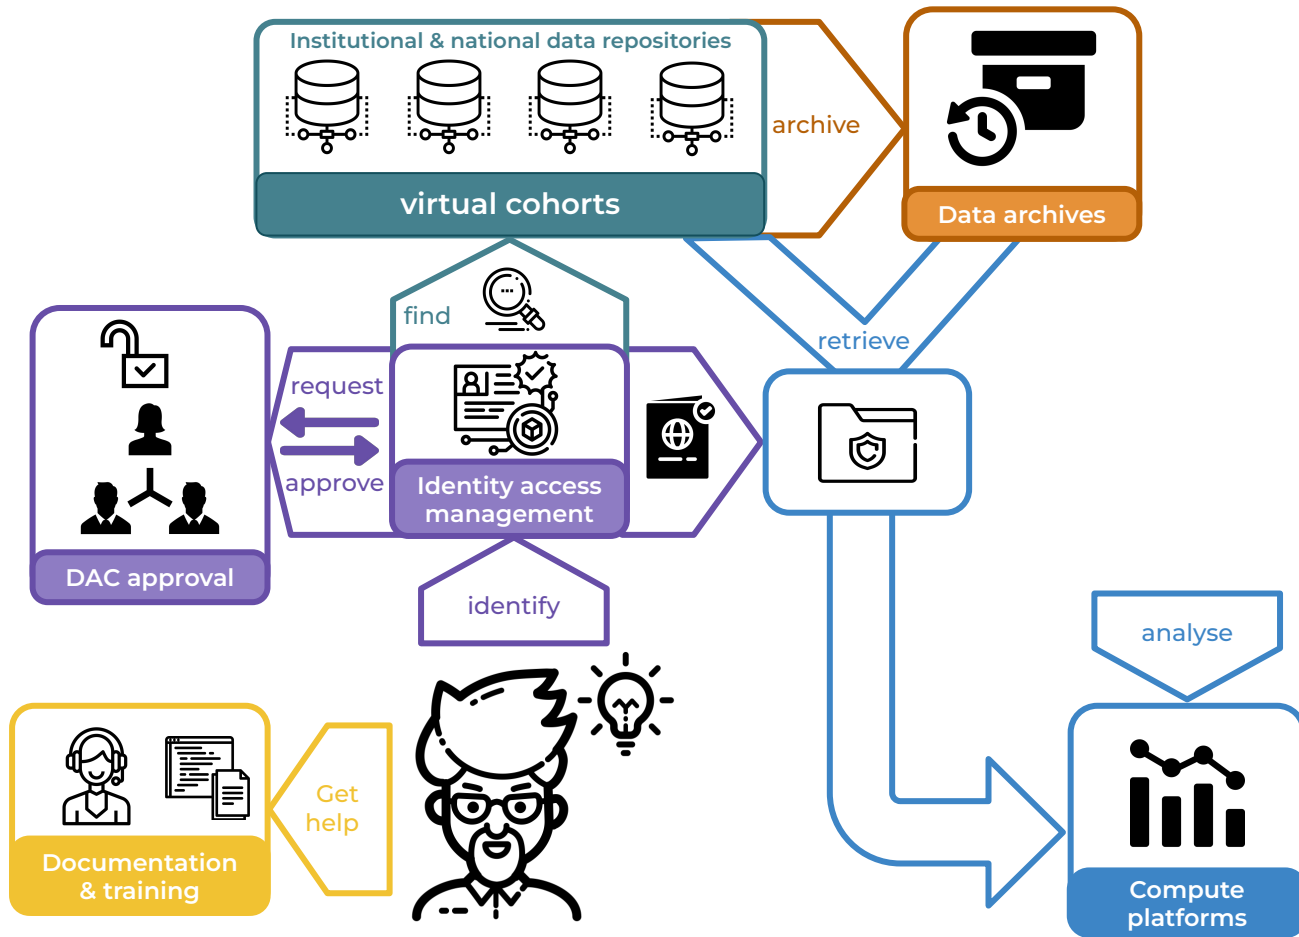 Institutional & national data repositories
virtual cohorts
archive
Data archives
find
retrieve
request
approve
Identity access
management
DAC approval
identify
analyse
Get
help
Documentation
& training
Compute
platforms